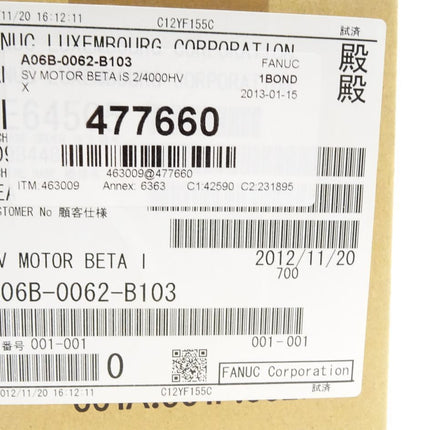 /11/20 16:12:11 C12YF155C 試済
NUC LUXEMBOURG CORPORATION
殿
殿
A06B-0062-B103 FANUC
SV MOTOR BETA iS 2/4000HV 1BOND
X 2013-01-15
477660
463009@477660
ITM: 463009 Annex: 6363 C1:42590 C2:231895
STOMER No 顧客仕様
V MOTOR BETA I 2012/11/20
700
06B-0062-B103
番号 001-001 001-001
0 FANUC Corporation
012/11/20 16:12:11 C12YF155C 試済